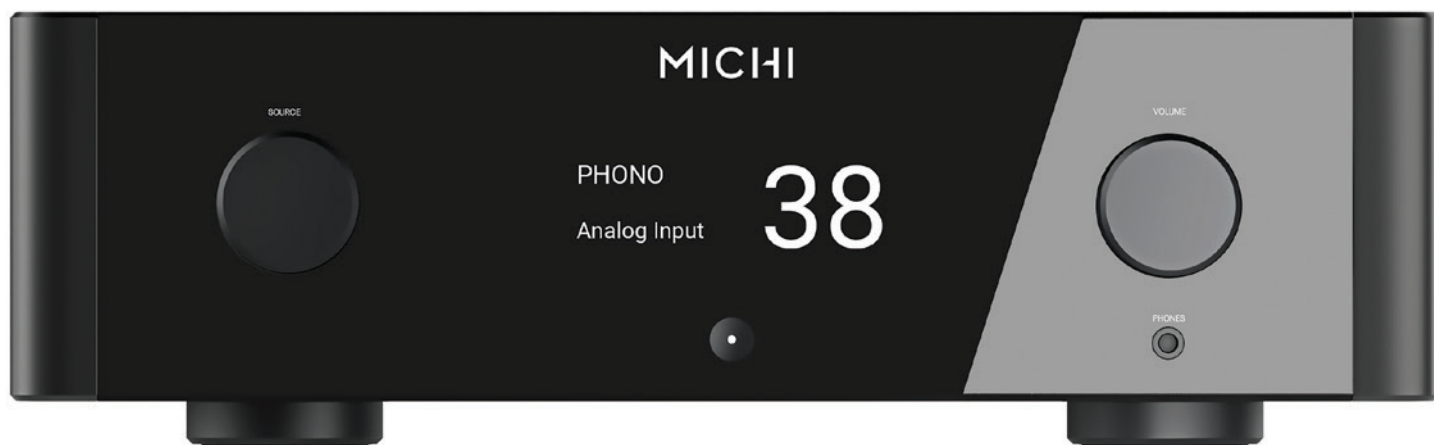 MICHI
SOURCE
VOLUME
PHONO
38
Analog Input
PHONES